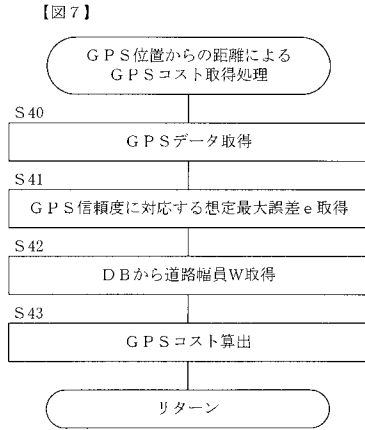 【図７】
ＧＰＳ位置からの距離による
ＧＰＳコスト取得処理
Ｓ40
ＧＰＳデータ取得
Ｓ41
ＧＰＳ信頼度に対応する想定最大誤差ｅ取得
Ｓ42
ＤＢから道路幅員Ｗ取得
Ｓ43
ＧＰＳコスト算出
リターン